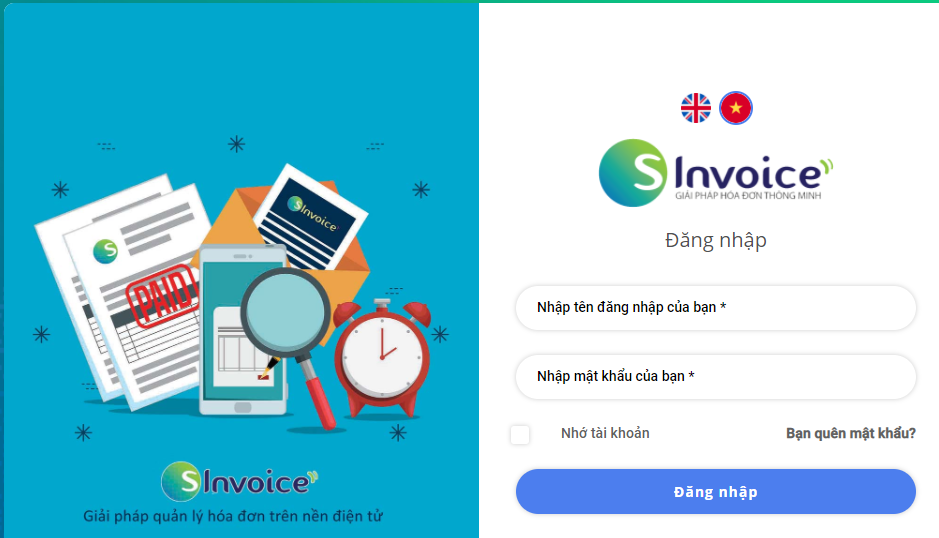 S
PAID
SInvoice
SInvoice
Giải pháp quản lý hóa đơn trên nền điện tử
SInvoice
GIẢI PHÁP HÓA ĐƠN THÔNG MINH
Đăng nhập
Nhập tên đăng nhập của bạn *
Nhập mật khẩu của bạn *
Nhớ tài khoản
Bạn quên mật khẩu?
Đăng nhập